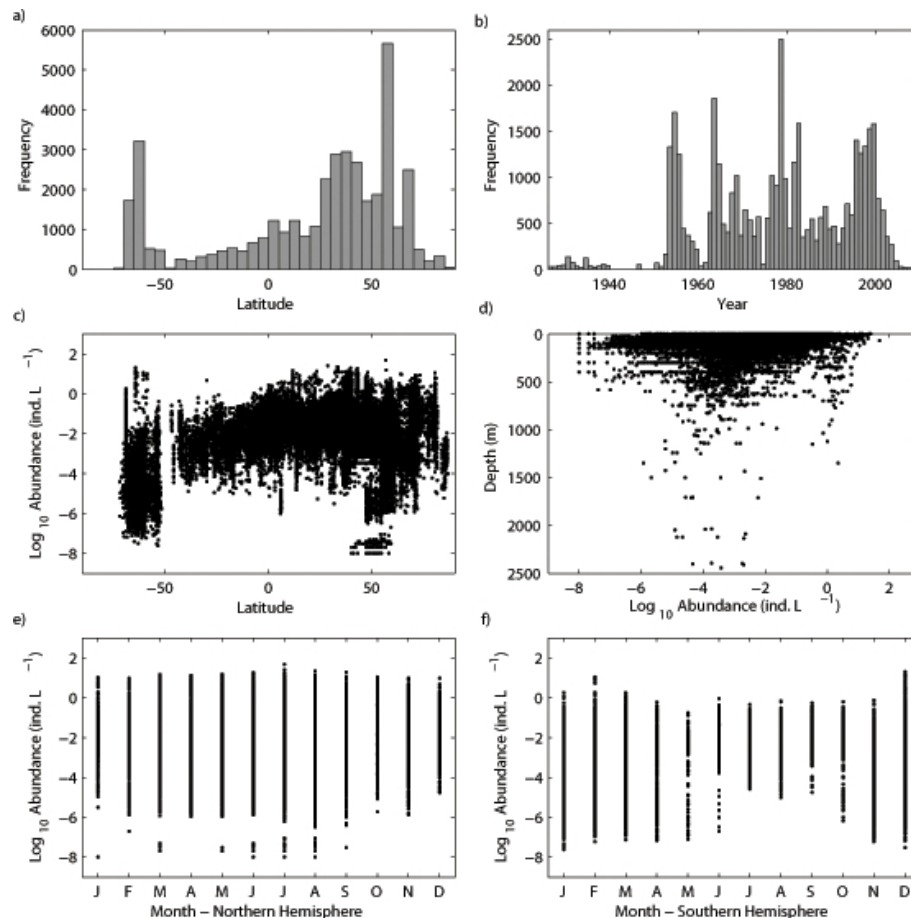 a)
6000
5000
4000
3000
2000
1000
0
Frequency
−50 0 50
Latitude
b)
2500
2000
1500
1000
500
0
Frequency
1940 1960 1980 2000
Year
c)
2
0
−2
−4
−6
−8
Log 10 Abundance (ind. L −1)
−50 0 50
Latitude
d)
0
500
1000
1500
2000
2500
Depth (m)
−8 −6 −4 −2 0 2
Log 10 Abundance (ind. L −1)
e)
2
0
−2
−4
−6
−8
Log 10 Abundance (ind. L −1)
J F M A M J J A S O N D
Month − Northern Hemisphere
f)
2
0
−2
−4
−6
−8
Log 10 Abundance (ind. L −1)
J F M A M J J A S O N D
Month − Southern Hemisphere